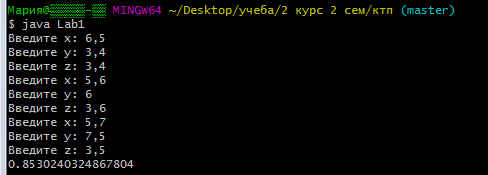 Мария@ MINGW64 ~/Desktop/учеба/2 курс 2 сем/ктп (master)
$ java Lab1
Введите x: 6,5
Введите y: 3,4
Введите z: 3,4
Введите x: 5,6
Введите y: 6
Введите z: 3,6
Введите x: 5,7
Введите y: 7,5
Введите z: 3,5
0.8530240324867804